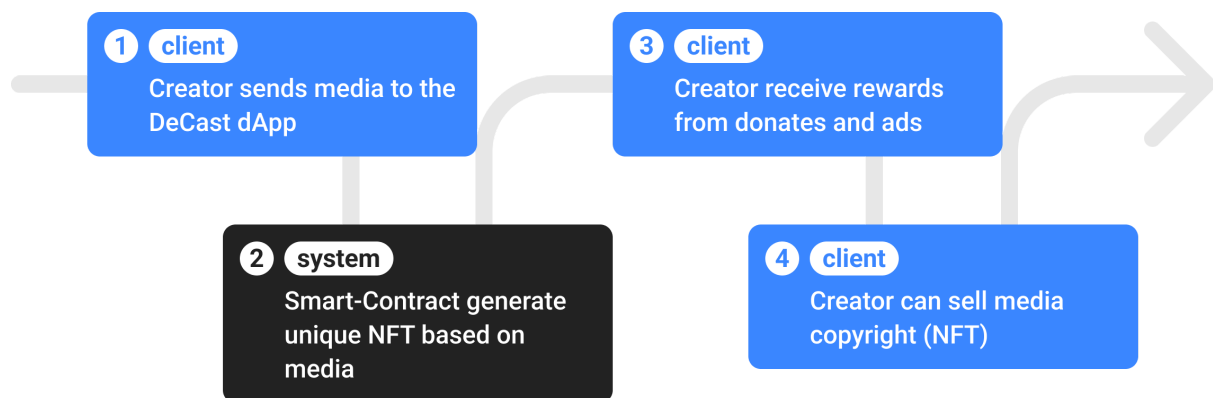 1 client
Creator sends media to the
DeCast dApp
2 system
Smart-Contract generate
unique NFT based on
media
3 client
Creator receive rewards
from donates and ads
4 client
Creator can sell media
copyright (NFT)